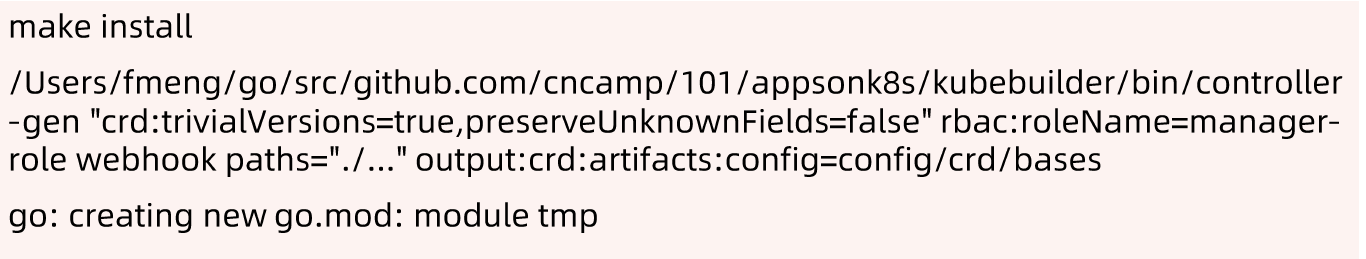 make install
/Users/fmeng/go/src/github.com/cncamp/101/appsonk8s/kubebuilder/bin/controller
-gen "crd:trivialVersions=true,preserveUnknownFields=false" rbac:roleName=manager-
role webhook paths="./..." output:crd:artifacts:config=config/crd/bases
go: creating new go.mod: module tmp